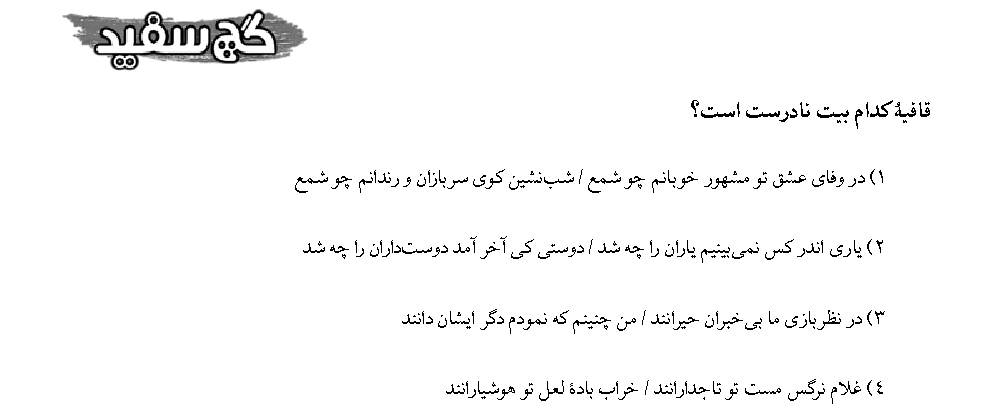 گچ سفید
قافیۀ کدام بیت نادرست است؟
۱) در وفای عشق تو مشهور خوبانم چو شمع / شب‌نشین کوی سربازان و رندانم چو شمع
۲) یاری اندر کس نمی‌بینیم یاران را چه شد / دوستی کی آخر آمد دوست‌داران را چه شد
۳) در نظربازی ما بی‌خبران حیرانند / من چنینم که نمودم دگر ایشان دانند
۴) غلام نرگس مست تو تاجدارانند / خراب بادۀ لعل تو هوشیارانند